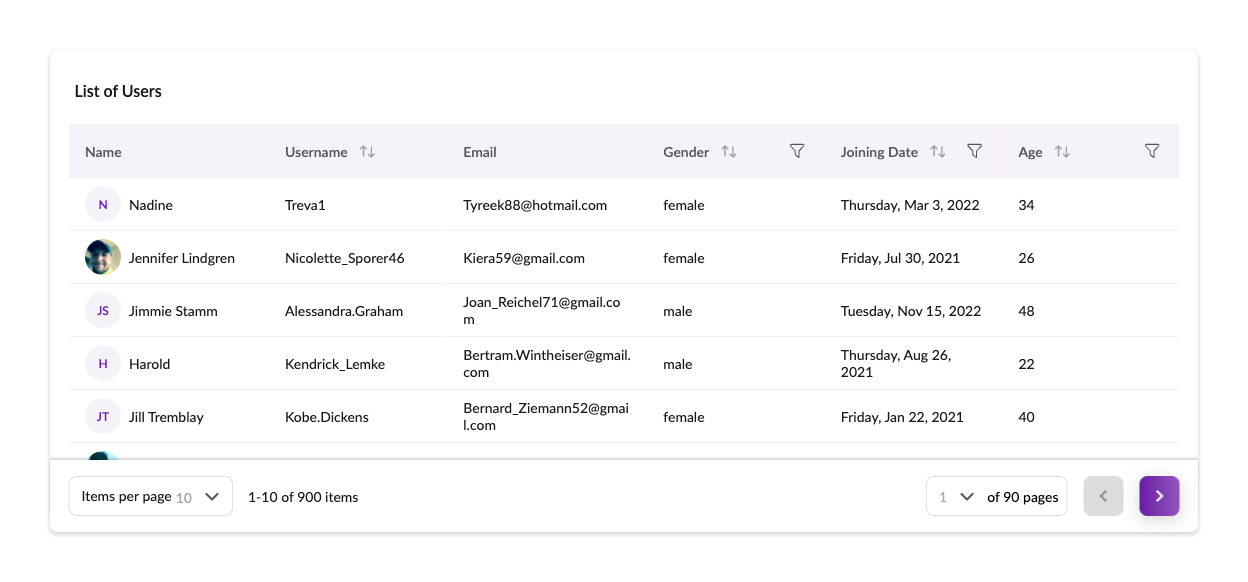 List of Users
Name Username Email Gender Joining Date Age
N Nadine Treva1 Tyreek88@hotmail.com female Thursday, Mar 3, 2022 34
Jennifer Lindgren Nicolette_Sporer46 Kiera59@gmail.com female Friday, Jul 30, 2021 26
JS Jimmie Stamm Alessandra.Graham Joan_Reichel71@gmail.co
m male Tuesday, Nov 15, 2022 48
H Harold Kendrick_Lemke Bertram.Wintheiser@gmail.
com male Thursday, Aug 26,
2021 22
JT Jill Tremblay Kobe.Dickens Bernard_Ziemann52@gmai
l.com female Friday, Jan 22, 2021 40
Items per page 10 1-10 of 900 items 1 of 90 pages